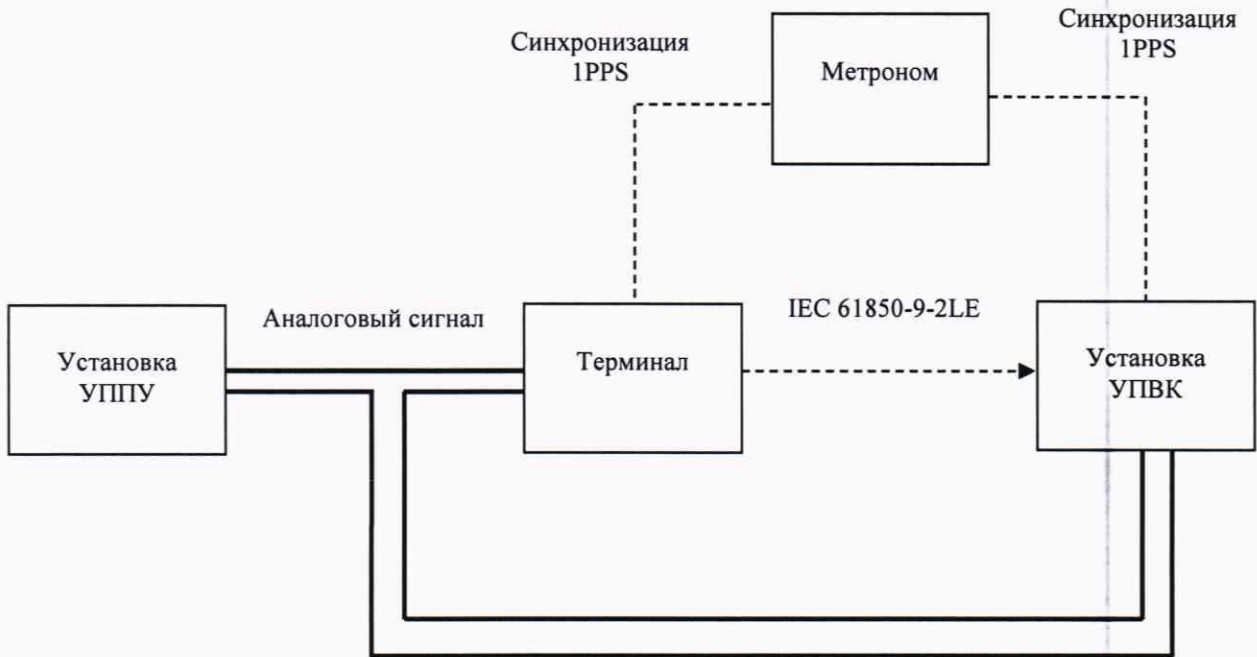 Синхронизация
1PPS
Метроном
Синхронизация
1PPS
Установка
УППУ
Аналоговый сигнал
Терминал
IEC 61850-9-2LE
Установка
УПВК